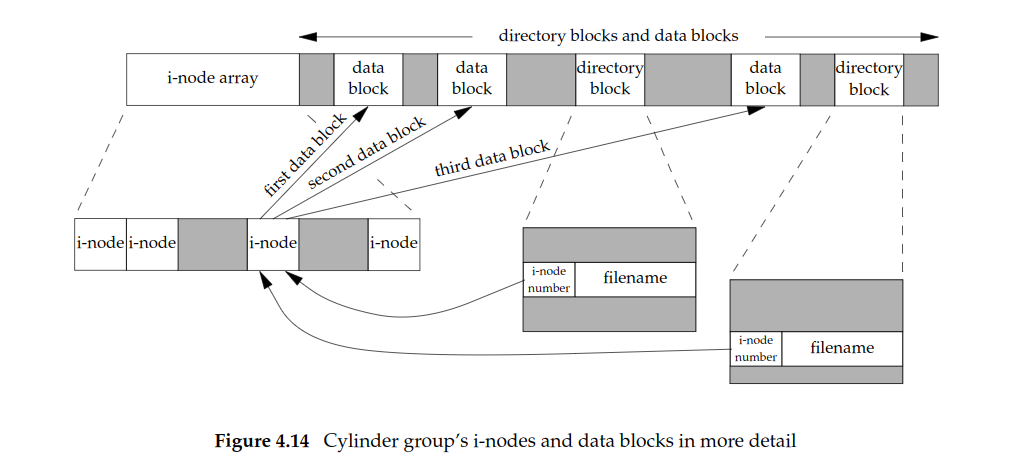 directory blocks and data blocks
i-node array
data
block
data
block
directory
block
data
block
directory
block
first data block
second data block
third data block
i-node
i-node
i-node
i-node
i-node
number
filename
i-node
number
filename
Figure 4.14 Cylinder group's i-nodes and data blocks in more detail